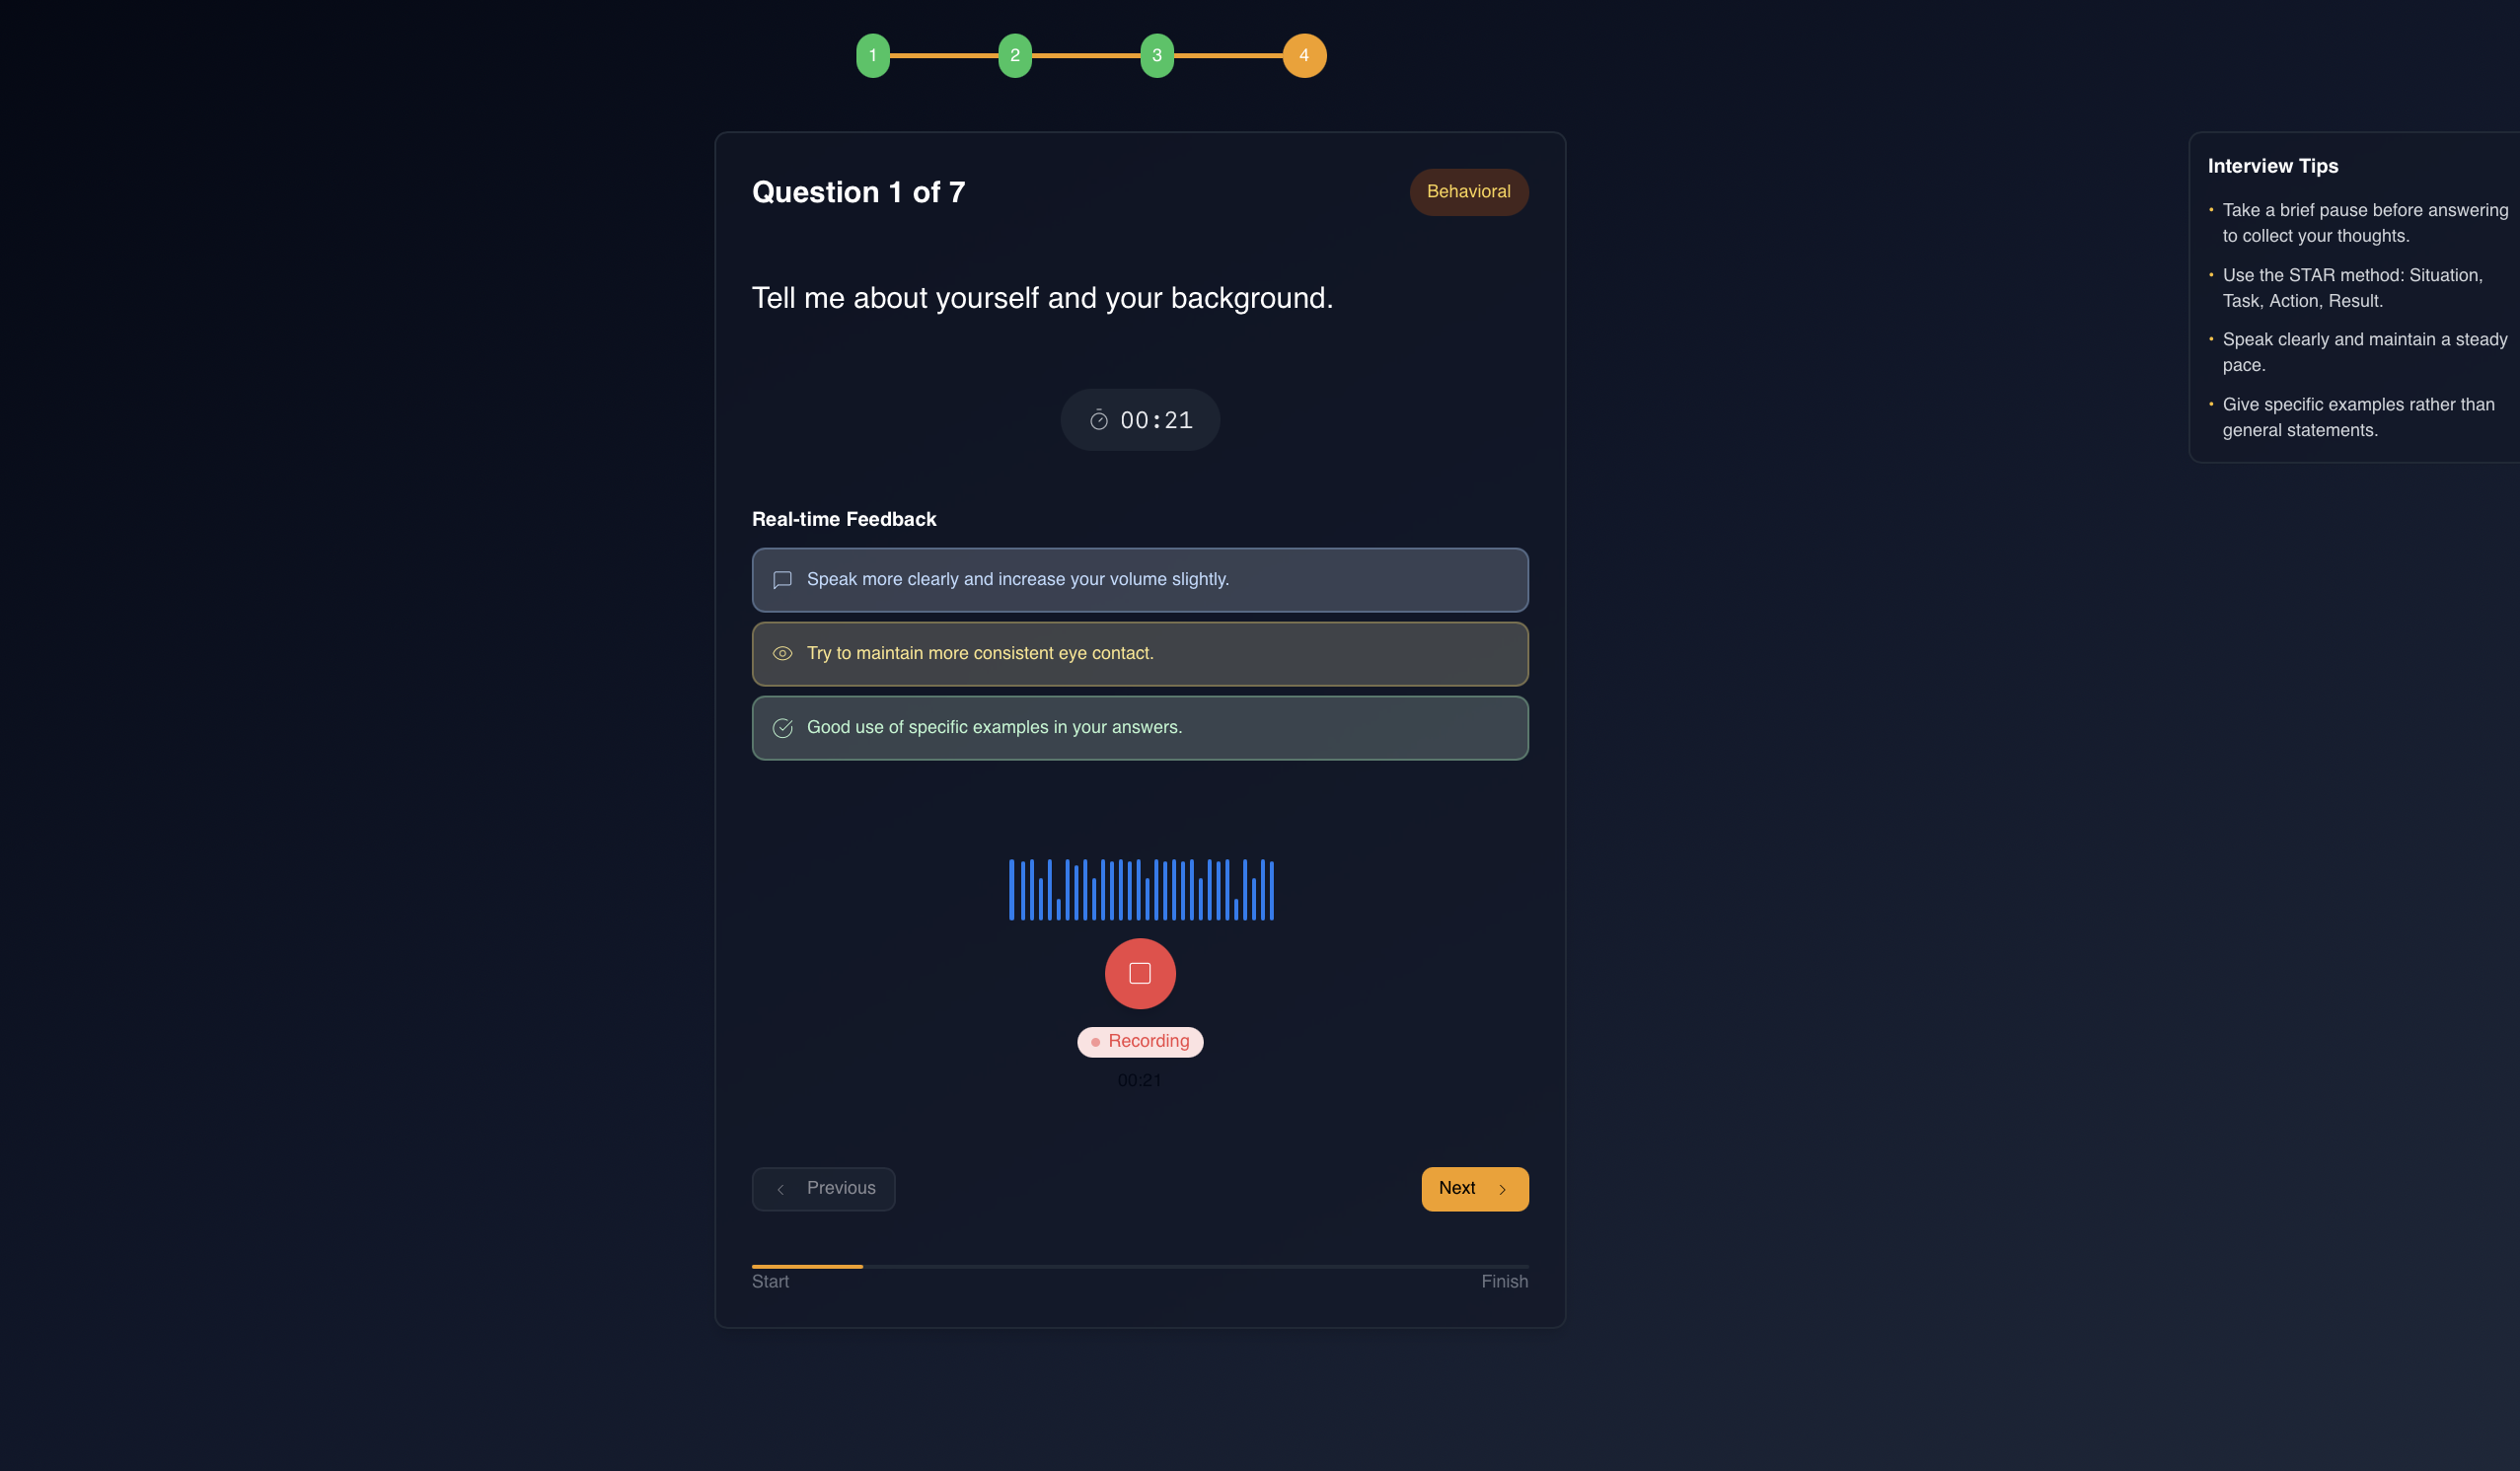 1
2
3
4
Question 1 of 7
Behavioral
Tell me about yourself and your background.
00:21
Real-time Feedback
Speak more clearly and increase your volume slightly.
Try to maintain more consistent eye contact.
Good use of specific examples in your answers.
Recording
00:21
Previous
Next
Start
Finish
Interview Tips
• Take a brief pause before answering
to collect your thoughts.
• Use the STAR method: Situation,
Task, Action, Result.
• Speak clearly and maintain a steady
pace.
• Give specific examples rather than
general statements.